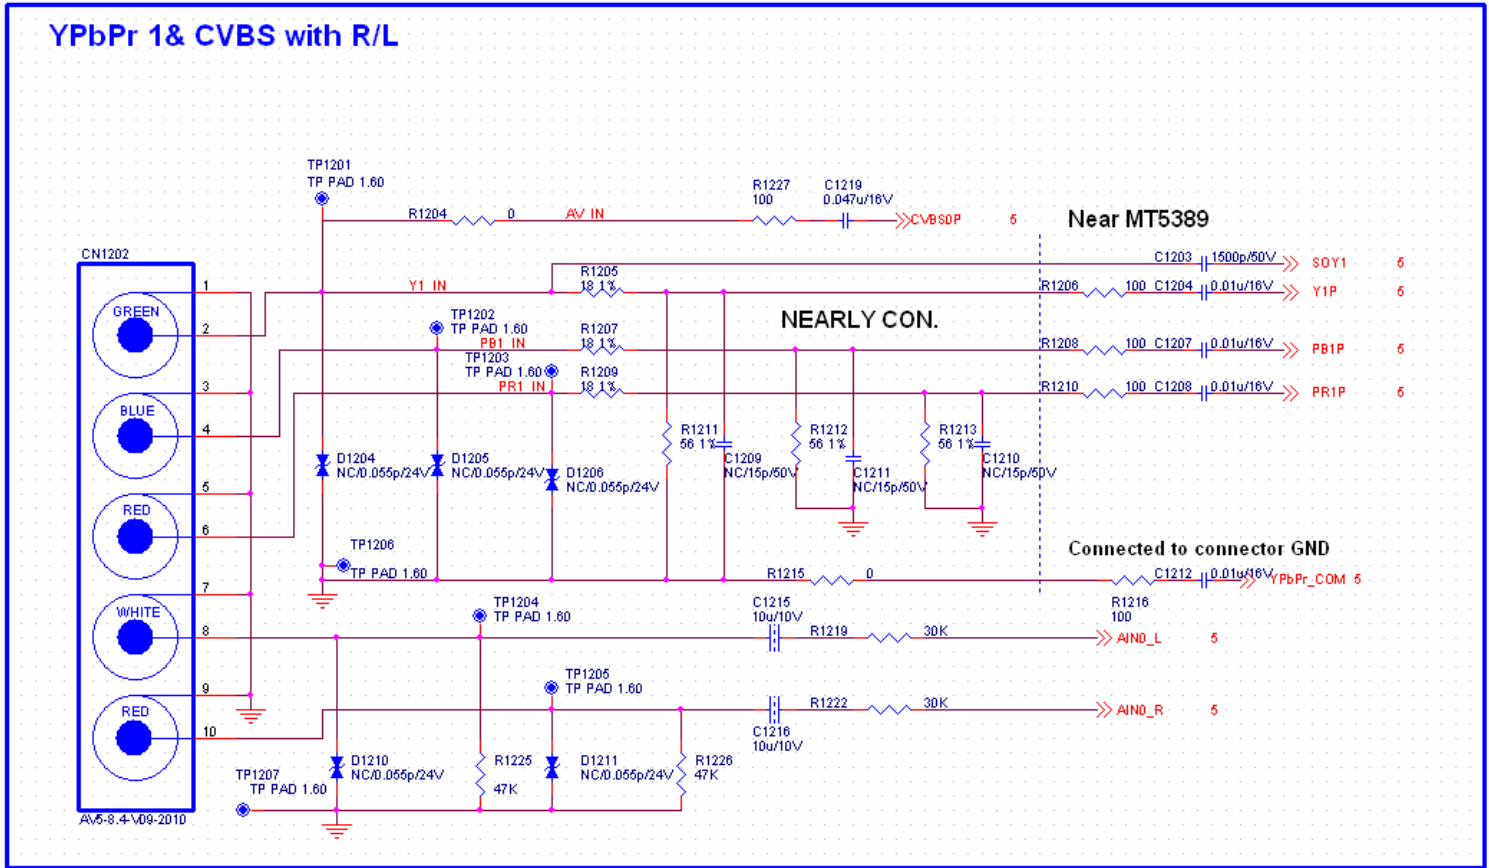 YPbPr 1& CVBS with R/L
TP1201
TP PAD 1.60
R1204 0 AV_IN
R1227
100
C1219
0.047u/16V
CVBS0P 5
Near MT5389
CN1202
C1203 1500p/50V SOY1 5
1
Y1_IN
R1205
18 1%
R1206 100 C1204 0.01u/16V Y1P 5
GREEN
2
TP1202
TP PAD 1.60
NEARLY CON.
PB1_IN
R1207
18 1%
R1208 100 C1207 0.01u/16V PB1P 5
TP1203
TP PAD 1.60
3
PR1_IN
R1209
18 1%
R1210 100 C1208 0.01u/16V PR1P 5
BLUE
4
R1211
56 1%
R1212
56 1%
R1213
56 1%
D1204
NC/0.055p/24V
D1205
NC/0.055p/24V
D1206
NC/0.055p/24V
C1209
NC/15p/50V
C1211
NC/15p/50V
C1210
NC/15p/50V
5
RED
6
TP1206
TP PAD 1.60
Connected to connector GND
R1215 0
C1212 0.01u/16V YPbPr_COM 5
R1216
100
7
WHITE
8
TP1204
TP PAD 1.60
C1215
10u/10V
R1219 30K AIN0_L 5
TP1205
TP PAD 1.60
9
RED
10
R1222 30K AIN0_R 5
C1216
10u/10V
D1210
NC/0.055p/24V
R1225
47K
D1211
NC/0.055p/24V
R1226
47K
TP1207
TP PAD 1.60
AV5-8.4-V09-2010